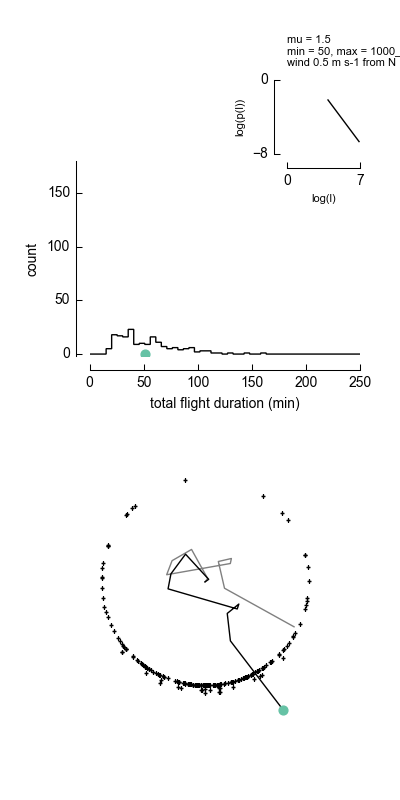 mu = 1.5
min = 50, max = 1000_
wind 0.5 m s-1 from N
0
log(p(l))
−8
0
7
log(l)
150
100
50
0
count
0
50
100
150
200
250
total flight duration (min)